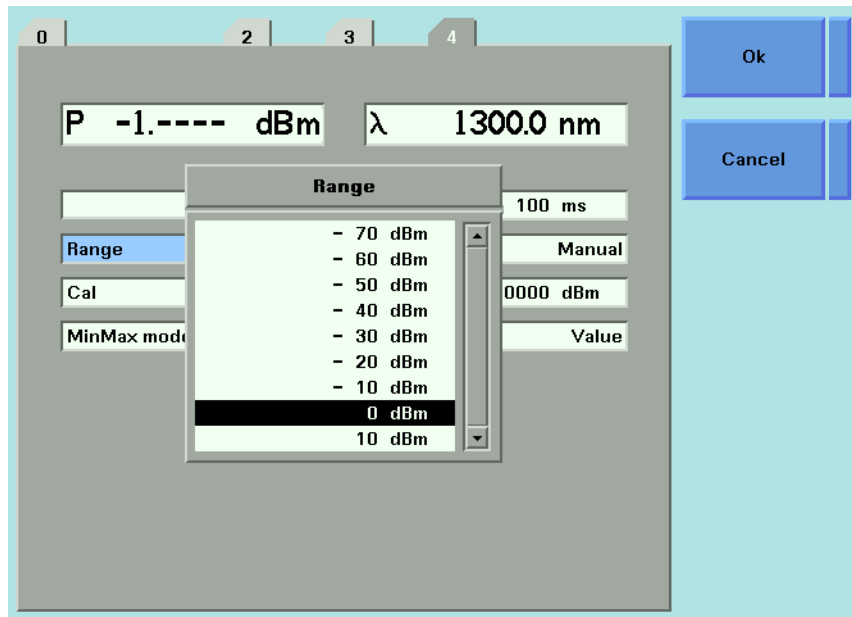 0 2 3 4
Ok
P -1.---- dBm λ 1300.0 nm
Cancel
Range
100 ms
Range Manual
Cal 0000 dBm
MinMax mode Value
- 70 dBm
- 60 dBm
- 50 dBm
- 40 dBm
- 30 dBm
- 20 dBm
- 10 dBm
0 dBm
10 dBm